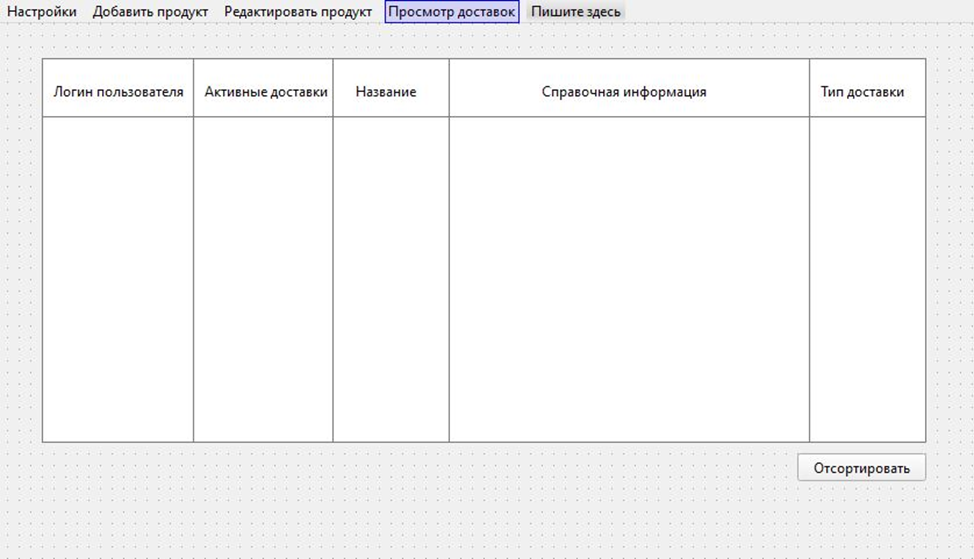 Настройки Добавить продукт Редактировать продукт Просмотр доставок Пишите здесь
Логин пользователя Активные доставки Название Справочная информация Тип доставки
Отсортировать